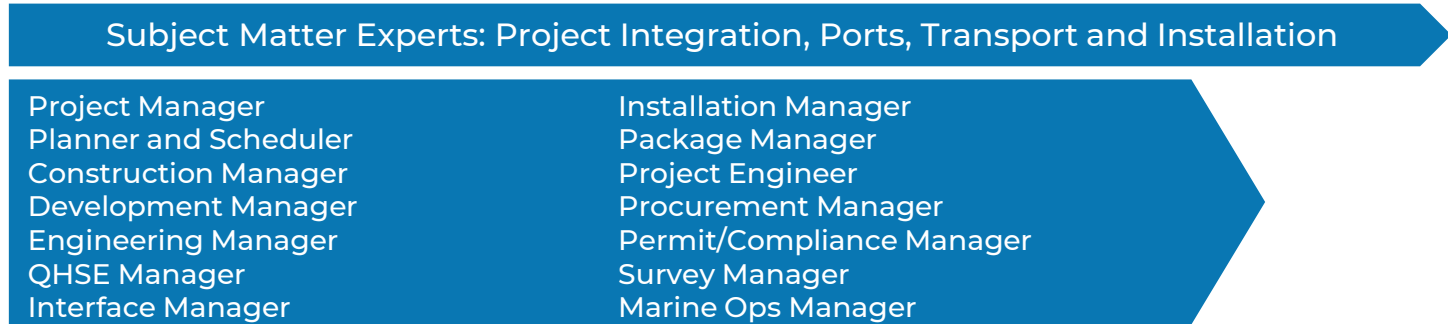 Subject Matter Experts: Project Integration, Ports, Transport and Installation
Project Manager
Planner and Scheduler
Construction Manager
Development Manager
Engineering Manager
QHSE Manager
Interface Manager
Installation Manager
Package Manager
Project Engineer
Procurement Manager
Permit/Compliance Manager
Survey Manager
Marine Ops Manager